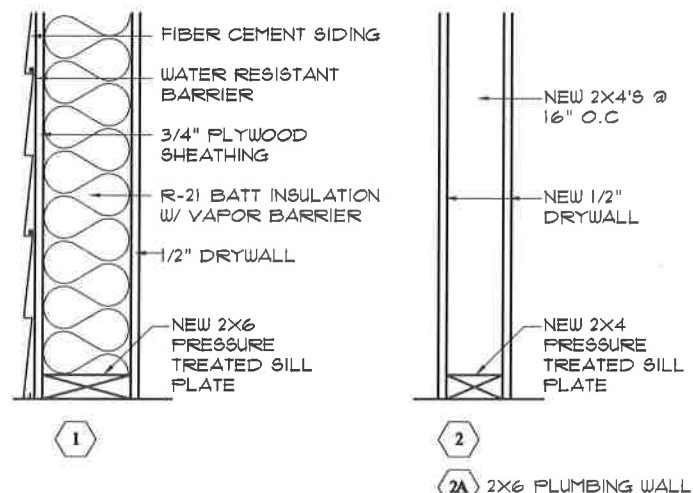 FIBER CEMENT SIDING
WATER RESISTANT
BARRIER
3/4" PLYWOOD
SHEATHING
R-21 BATT INSULATION
W/ VAPOR BARRIER
1/2" DRYWALL
NEW 2X6
PRESSURE
TREATED SILL
PLATE
1
NEW 2X4'S @
16" O.C
NEW 1/2"
DRYWALL
NEW 2X4
PRESSURE
TREATED SILL
PLATE
2
2A 2X6 PLUMBING WALL